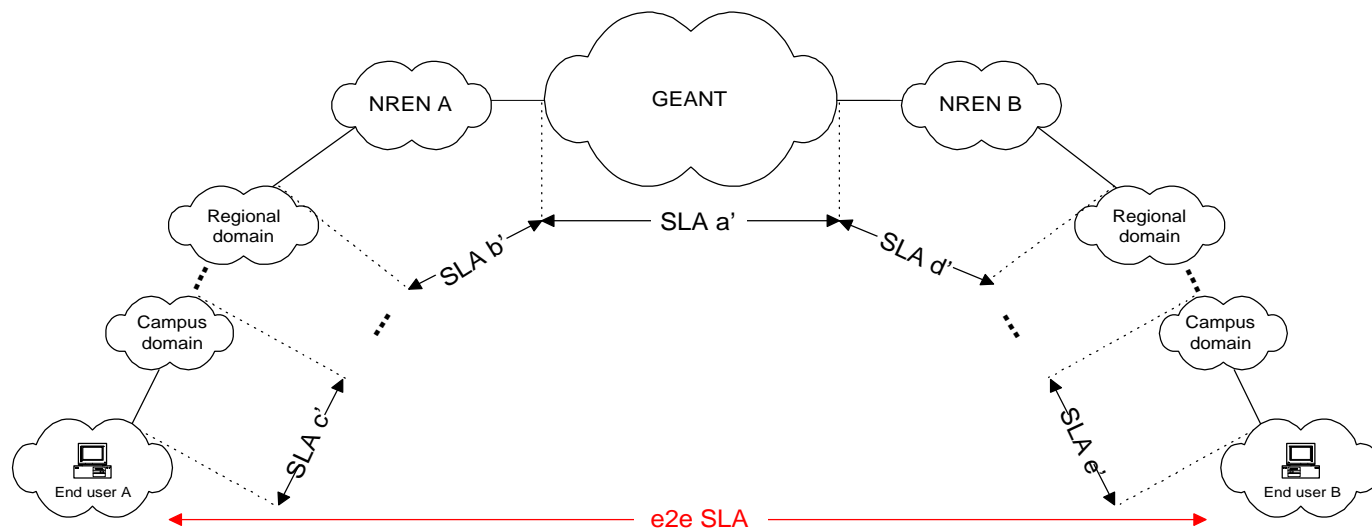 GEANT
NREN A
NREN B
Regional
domain
Regional
domain
SLA a’
SLA b’
SLA d’
Campus
domain
Campus
domain
SLA c’
SLA e’
End user A
End user B
e2e SLA